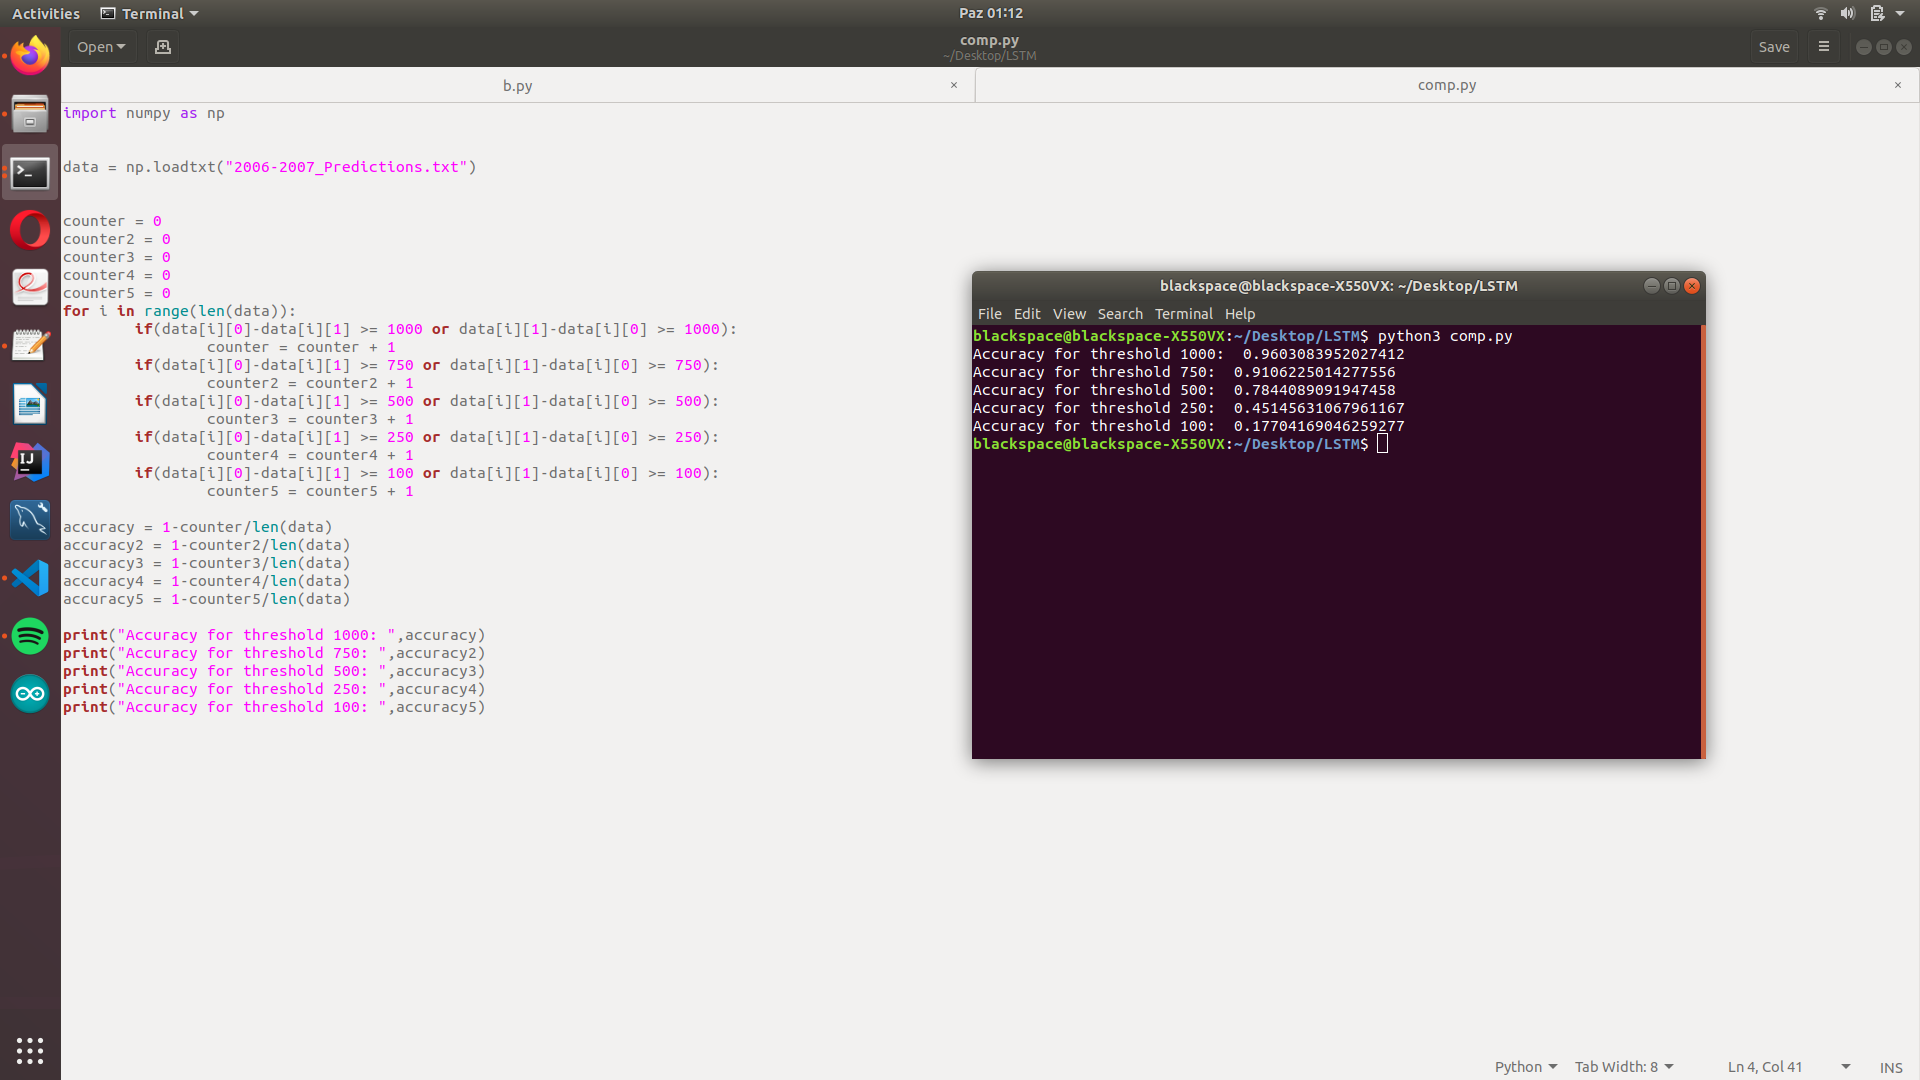 Activities
Terminal
Paz 01:12
Open
comp.py
~/Desktop/LSTM
Save
b.py
comp.py
import numpy as np
data = np.loadtxt("2006-2007_Predictions.txt")
counter = 0
counter2 = 0
counter3 = 0
counter4 = 0
counter5 = 0
for i in range(len(data)):
if(data[i][0]-data[i][1] >= 1000 or data[i][1]-data[i][0] >= 1000):
counter = counter + 1
if(data[i][0]-data[i][1] >= 750 or data[i][1]-data[i][0] >= 750):
counter2 = counter2 + 1
if(data[i][0]-data[i][1] >= 500 or data[i][1]-data[i][0] >= 500):
counter3 = counter3 + 1
if(data[i][0]-data[i][1] >= 250 or data[i][1]-data[i][0] >= 250):
counter4 = counter4 + 1
if(data[i][0]-data[i][1] >= 100 or data[i][1]-data[i][0] >= 100):
counter5 = counter5 + 1
accuracy = 1-counter/len(data)
accuracy2 = 1-counter2/len(data)
accuracy3 = 1-counter3/len(data)
accuracy4 = 1-counter4/len(data)
accuracy5 = 1-counter5/len(data)
print("Accuracy for threshold 1000: ",accuracy)
print("Accuracy for threshold 750: ",accuracy2)
print("Accuracy for threshold 500: ",accuracy3)
print("Accuracy for threshold 250: ",accuracy4)
print("Accuracy for threshold 100: ",accuracy5)
blackspace@blackspace-X550VX: ~/Desktop/LSTM
File Edit View Search Terminal Help
blackspace@blackspace-X550VX:~/Desktop/LSTM$ python3 comp.py
Accuracy for threshold 1000:  0.9603083952027412
Accuracy for threshold 750:  0.9106225014277556
Accuracy for threshold 500:  0.7844089091947458
Accuracy for threshold 250:  0.45145631067961167
Accuracy for threshold 100:  0.17704169046259277
blackspace@blackspace-X550VX:~/Desktop/LSTM$
IJ
Python
Tab Width: 8
Ln 4, Col 41
INS